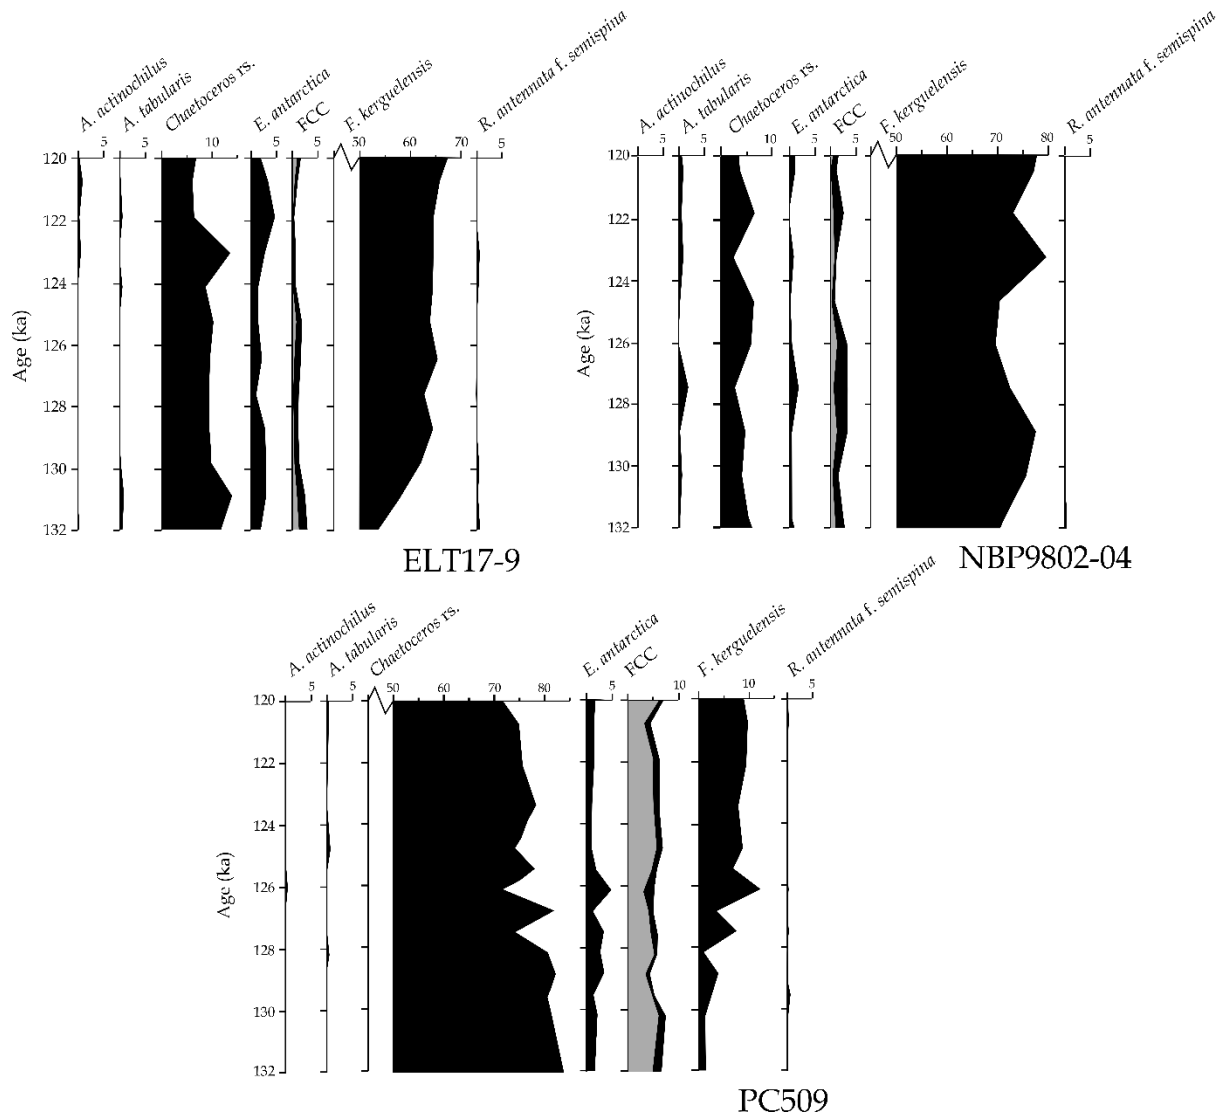 A. actinochilus
A. tabularis
Chaetoceros rs.
E. antarctica
FCC
F. kerguelensis
R. antennata f. semispina
5 5 10 5 5 50 60 70 5
120
122
124
126
128
130
132
Age (ka)
ELT17-9
A. actinochilus
A. tabularis
Chaetoceros rs.
E. antarctica
FCC
F. kerguelensis
R. antennata f. semispina
5 5 10 5 5 50 60 70 80 5
120
122
124
126
128
130
132
Age (ka)
NBP9802-04
A. actinochilus
A. tabularis
Chaetoceros rs.
E. antarctica
FCC
F. kerguelensis
R. antennata f. semispina
5 5 50 60 70 80 5 10 10 5
120
122
124
126
128
130
132
Age (ka)
PC509